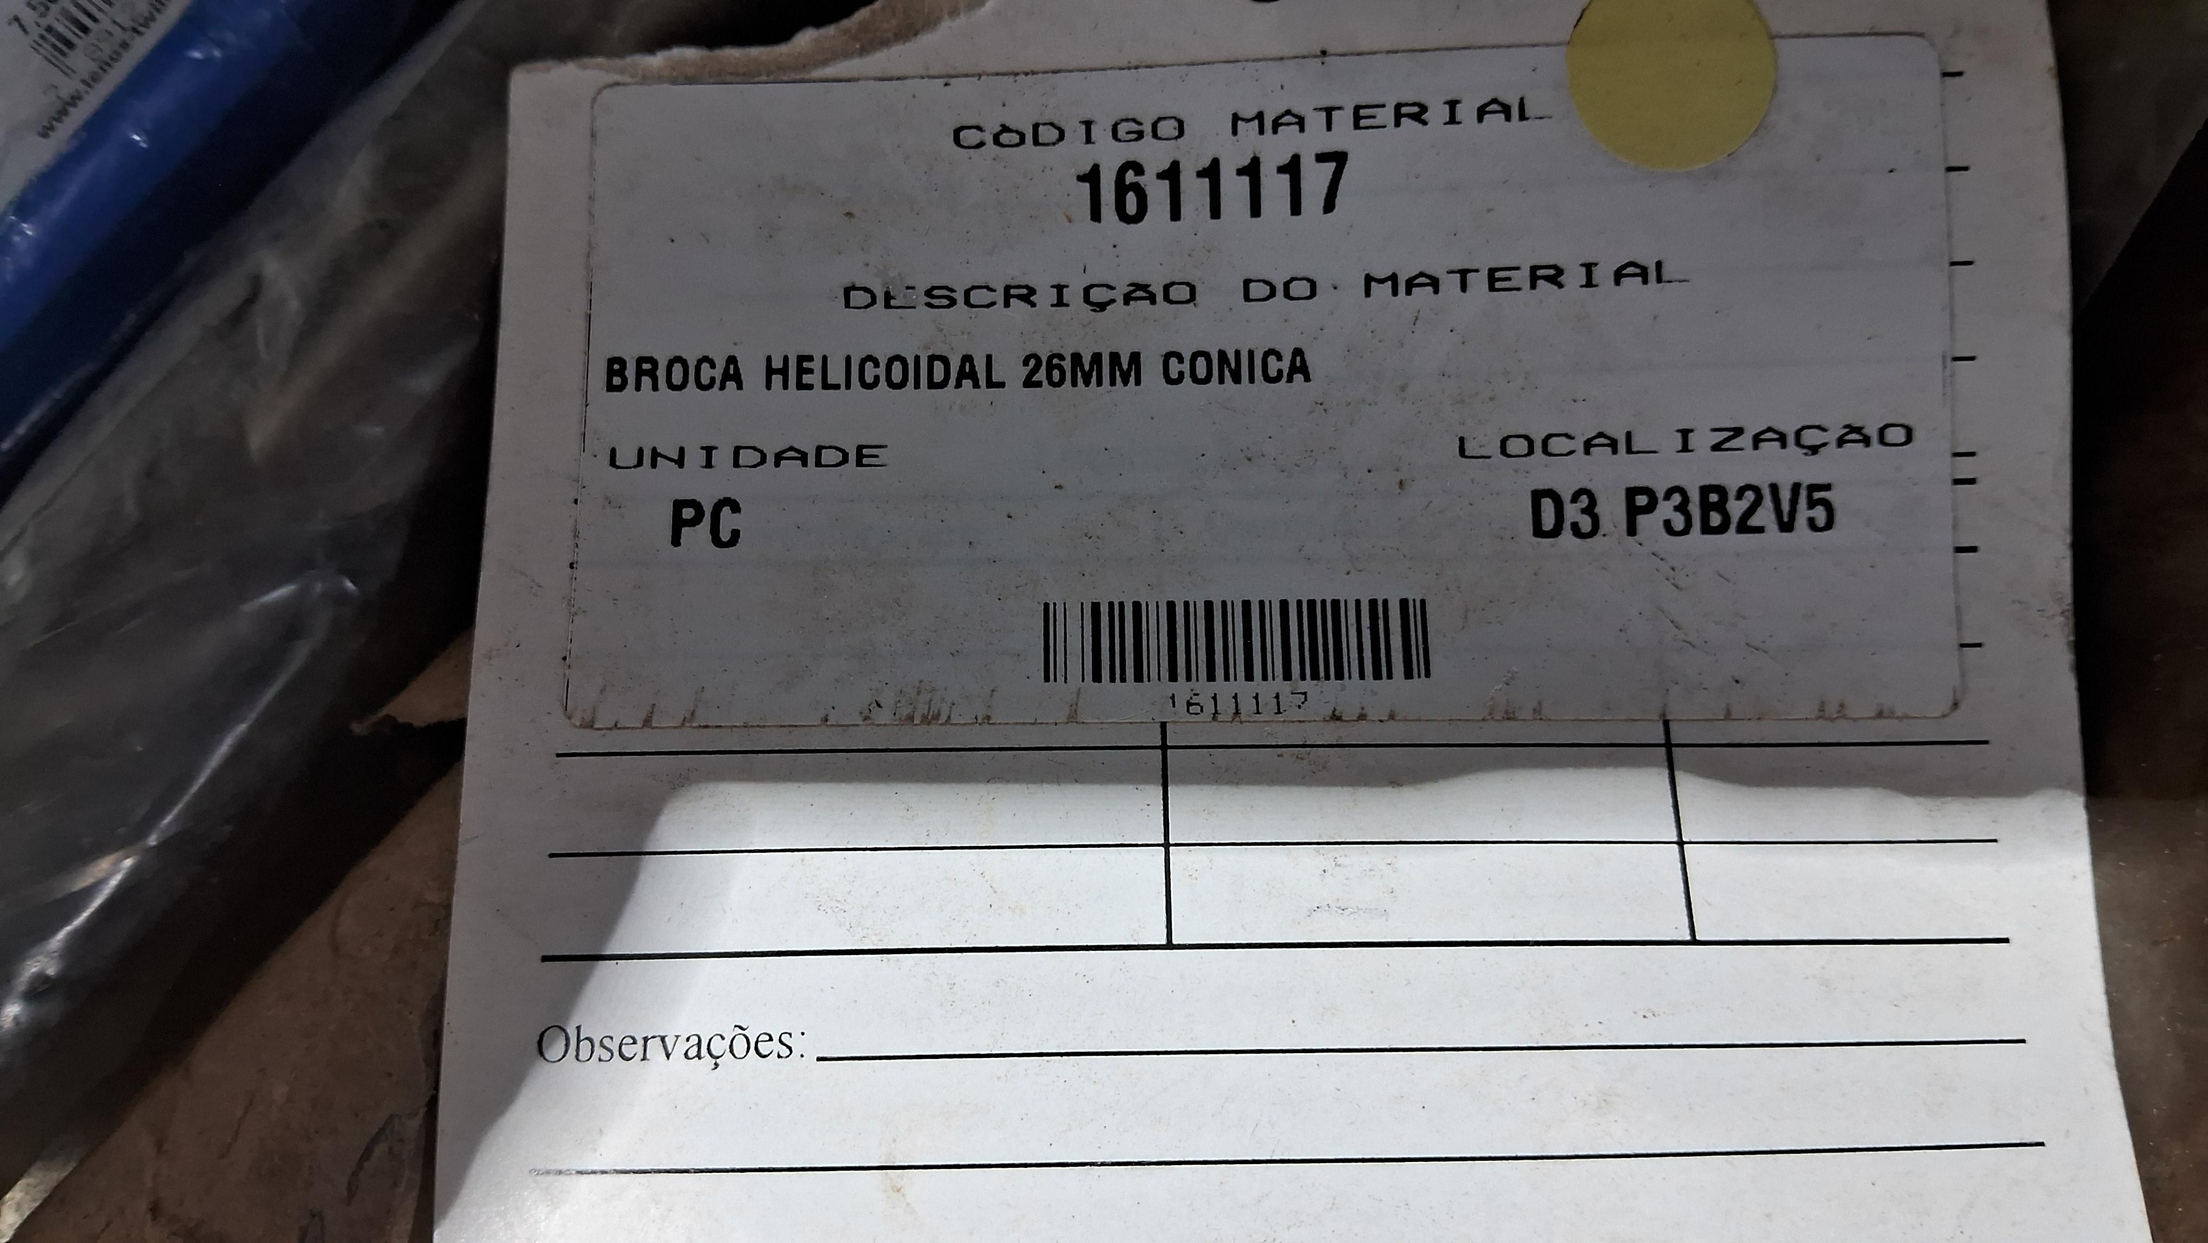 CÓDIGO MATERIAL
1611117
DESCRIÇÃO DO MATERIAL
BROCA HELICOIDAL 26MM CONICA
UNIDADE
LOCALIZAÇÃO
PC
D3 P3B2V5
1611117
Observações: